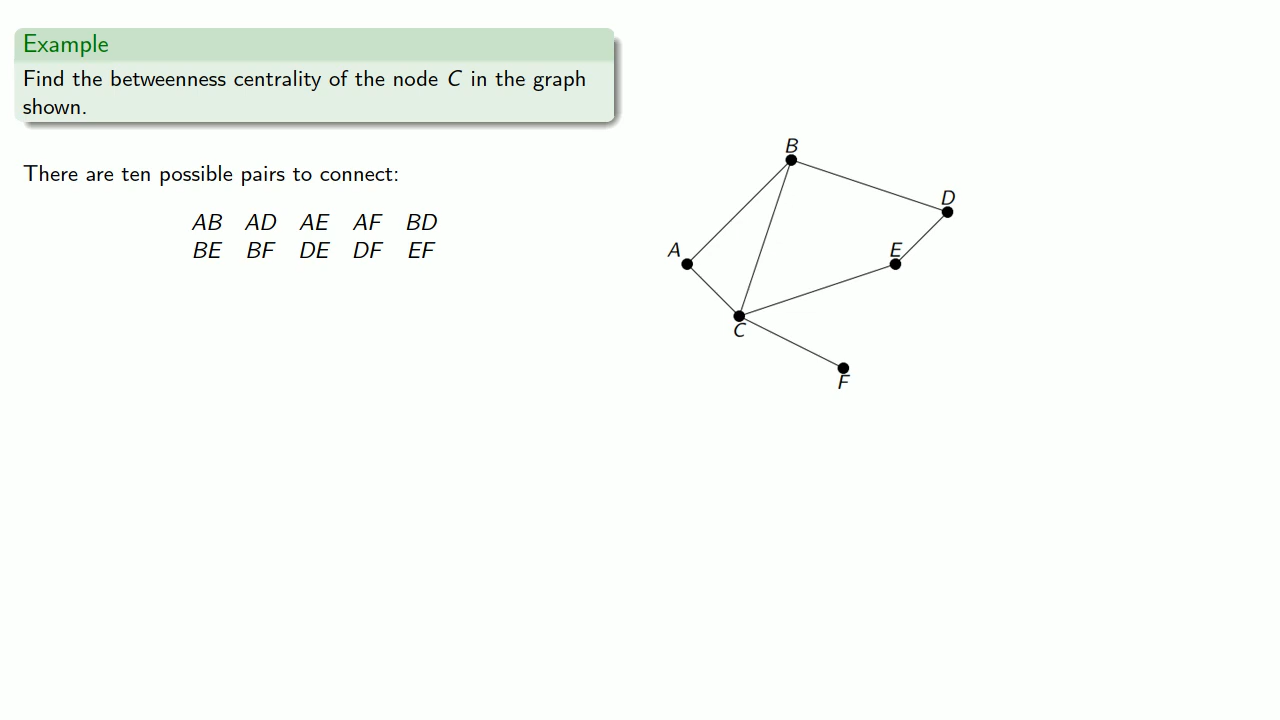 Example
Find the betweenness centrality of the node C in the graph
shown.
There are ten possible pairs to connect:
AB AD AE AF BD
BE BF DE DF EF
B
D
A
E
C
F